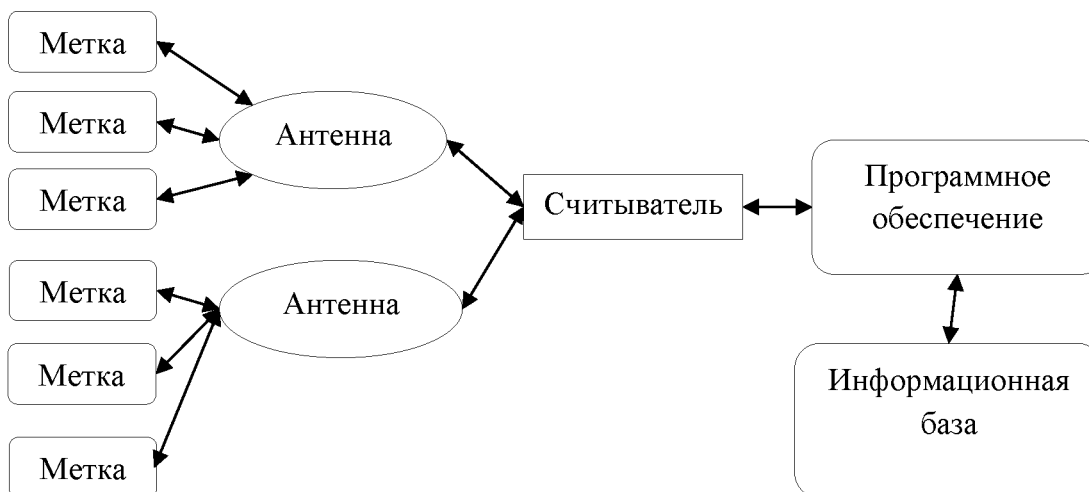 Метка
Метка
Метка
Антенна
Считыватель
Программное
обеспечение
Метка
Метка
Метка
Антенна
Информационная
база